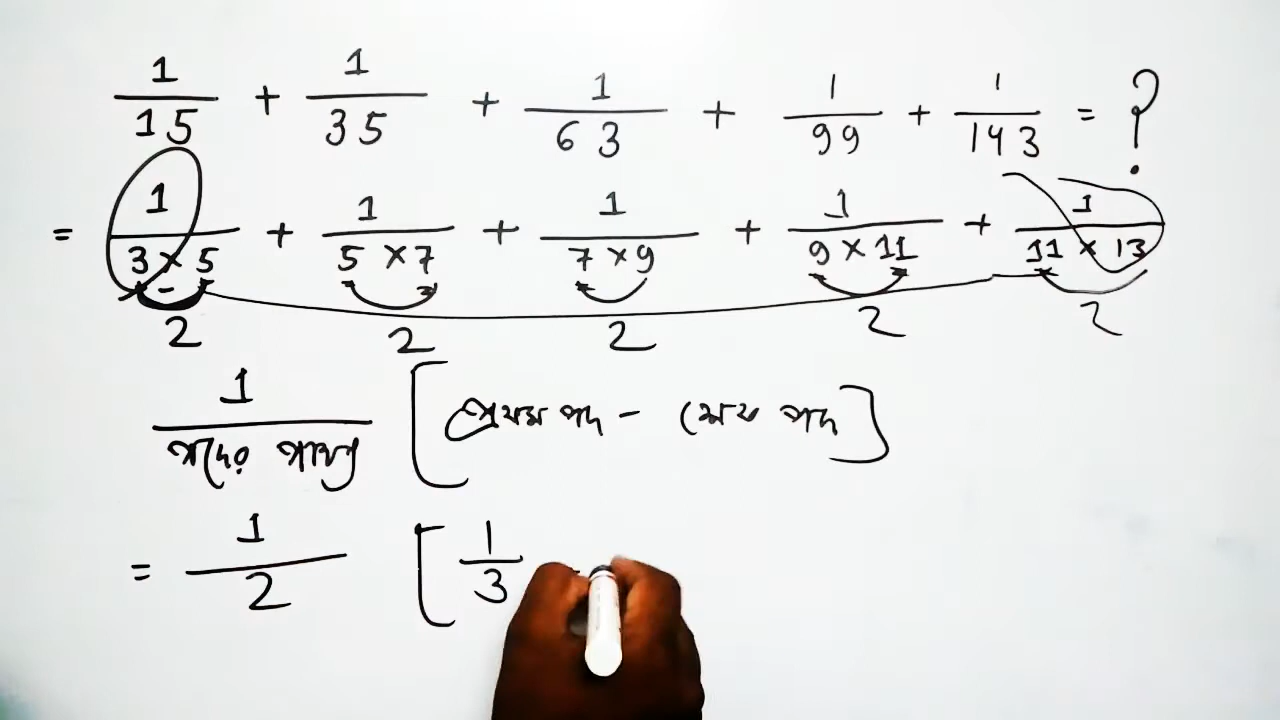 1/15 + 1/35 + 1/63 + 1/99 + 1/143 = ?
= 1/3×5 + 1/5×7 + 1/7×9 + 1/9×11 + 1/11×13
2 2 2 2 2
1/পদের পার্থক্য [প্রথম পদ - শেষ পদ]
= 1/2 [1/3 -